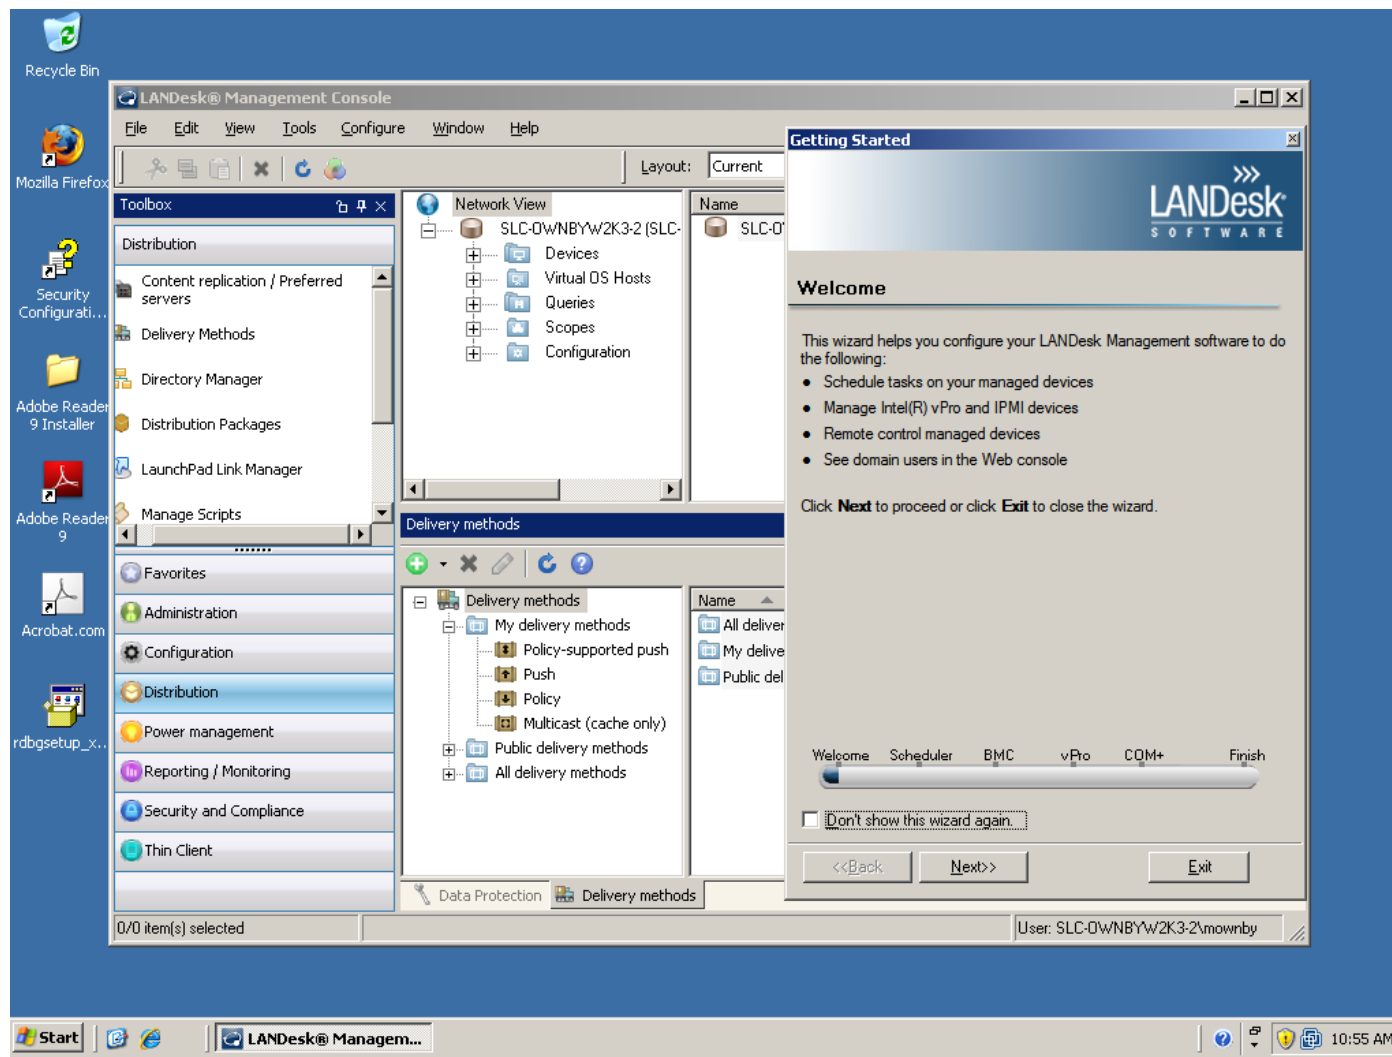 Recycle Bin
Mozilla Firefox
Security
Configurati...
Adobe Reader
9 Installer
Adobe Reader
9
Acrobat.com
rdbgsetup_x...
LANDesk® Management Console
File Edit View Tools Configure Window Help
Layout: Current
Toolbox
Distribution
Content replication / Preferred
servers
Delivery Methods
Directory Manager
Distribution Packages
LaunchPad Link Manager
Manage Scripts
Favorites
Administration
Configuration
Distribution
Power management
Reporting / Monitoring
Security and Compliance
Thin Client
Network View
SLC-OWNBYW2K3-2 (SLC-
Devices
Virtual OS Hosts
Queries
Scopes
Configuration
Name
SLC-O
Delivery methods
Delivery methods
My delivery methods
Policy-supported push
Push
Policy
Multicast (cache only)
Public delivery methods
All delivery methods
Name
All deliver
My delive
Public del
Data Protection Delivery methods
0/0 item(s) selected
User: SLC-OWNBYW2K3-2\mownby
Getting Started
LANDesk
SOFTWARE
Welcome
This wizard helps you configure your LANDesk Management software to do
the following:
• Schedule tasks on your managed devices
• Manage Intel(R) vPro and IPMI devices
• Remote control managed devices
• See domain users in the Web console
Click Next to proceed or click Exit to close the wizard.
Welcome Scheduler BMC vPro COM+ Finish
Don't show this wizard again.
<<Back Next>> Exit
Start LANDesk® Managem... 10:55 AM